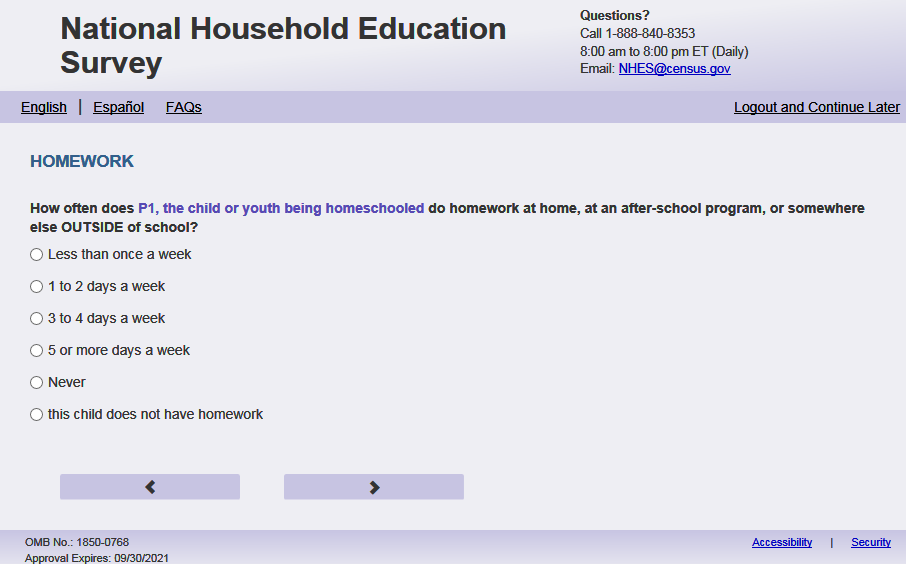 National Household Education
Survey
Questions?
Call 1-888-840-8353
8:00 am to 8:00 pm ET (Daily)
Email: NHES@census.gov
English | Español FAQs Logout and Continue Later
HOMEWORK
How often does P1, the child or youth being homeschooled do homework at home, at an after-school program, or somewhere
else OUTSIDE of school?
Less than once a week
1 to 2 days a week
3 to 4 days a week
5 or more days a week
Never
this child does not have homework
OMB No.: 1850-0768
Approval Expires: 09/30/2021
Accessibility | Security